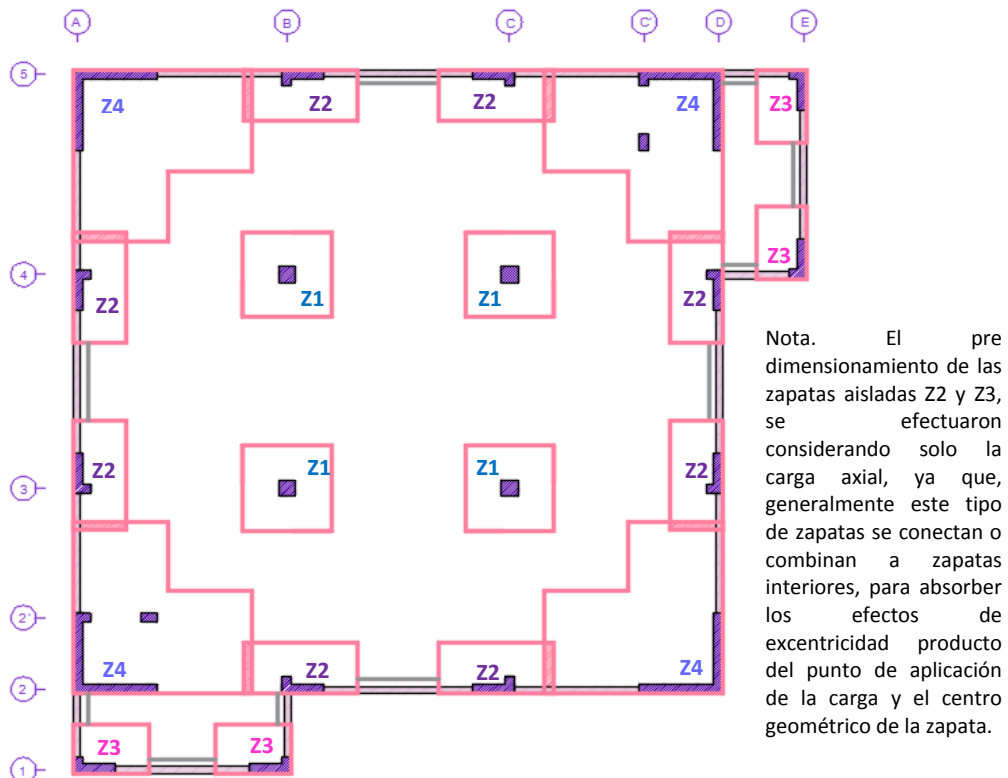 A B C C' D E
5
Z4 Z2 Z2 Z4 Z3
Z3
4
Z2 Z1 Z1 Z2
Nota. El pre
dimensionamiento de las
zapatas aisladas Z2 y Z3,
se efectuaron
considerando solo la
carga axial, ya que,
generalmente este tipo
de zapatas se conectan o
combinan a zapatas
interiores, para absorber
los efectos de
excentricidad producto
del punto de aplicación
de la carga y el centro
geométrico de la zapata.
Z2 Z1 Z1 Z2
3
2'
Z4 Z2 Z2 Z4
2
Z3 Z3
1